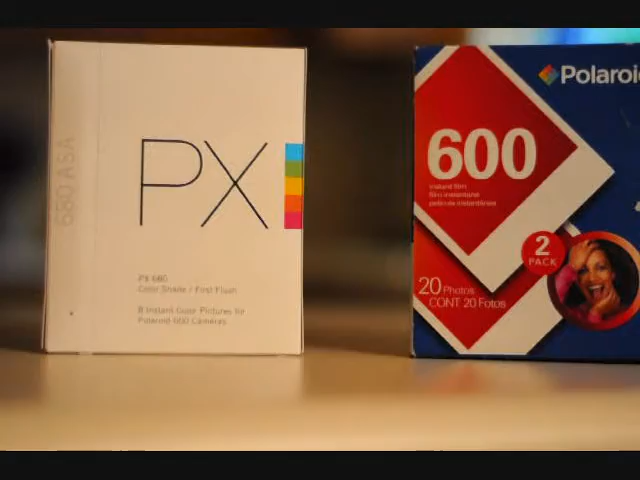 680 ASA
PX
PX 680
Color Shade / First Flush
8 Instant Color Pictures for
Polaroid 600 Cameras
Polaroid
600
instant film
film instantané
película instantánea
2
PACK
20 Photos
CONT 20 Fotos